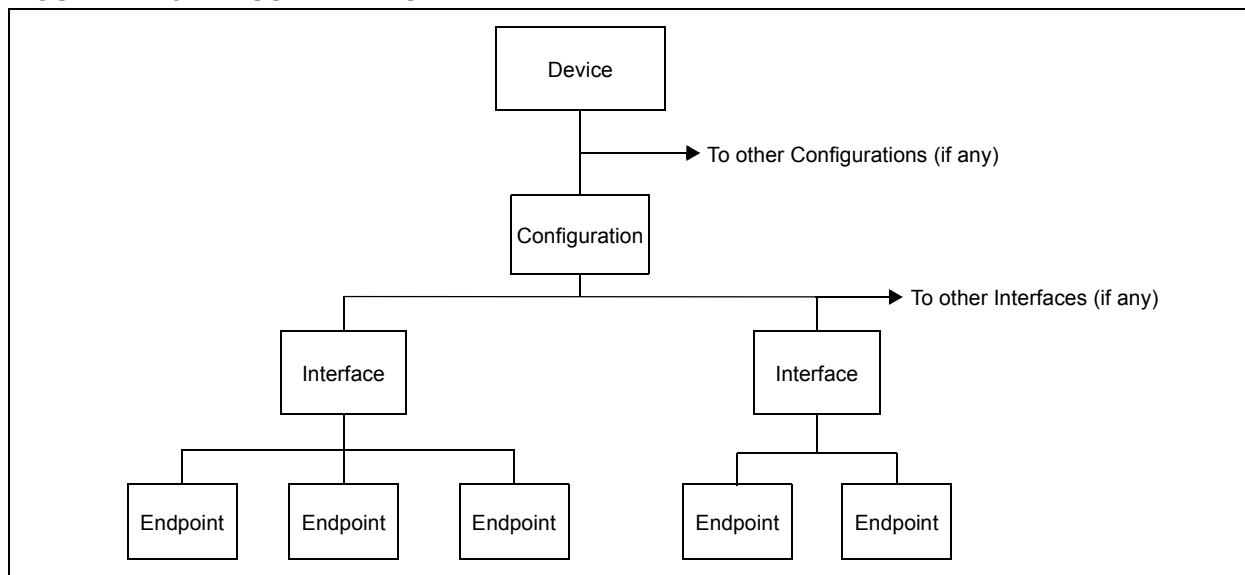 Device
To other Configurations (if any)
Configuration
To other Interfaces (if any)
Interface
Interface
Endpoint
Endpoint
Endpoint
Endpoint
Endpoint